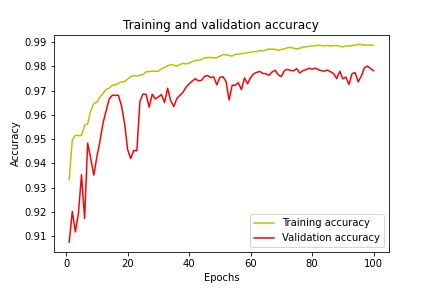 Training and validation accuracy
0.99
0.98
0.97
0.96
0.95
0.94
0.93
0.92
0.91
Accuracy
0 20 40 60 80 100
Epochs
Training accuracy
Validation accuracy